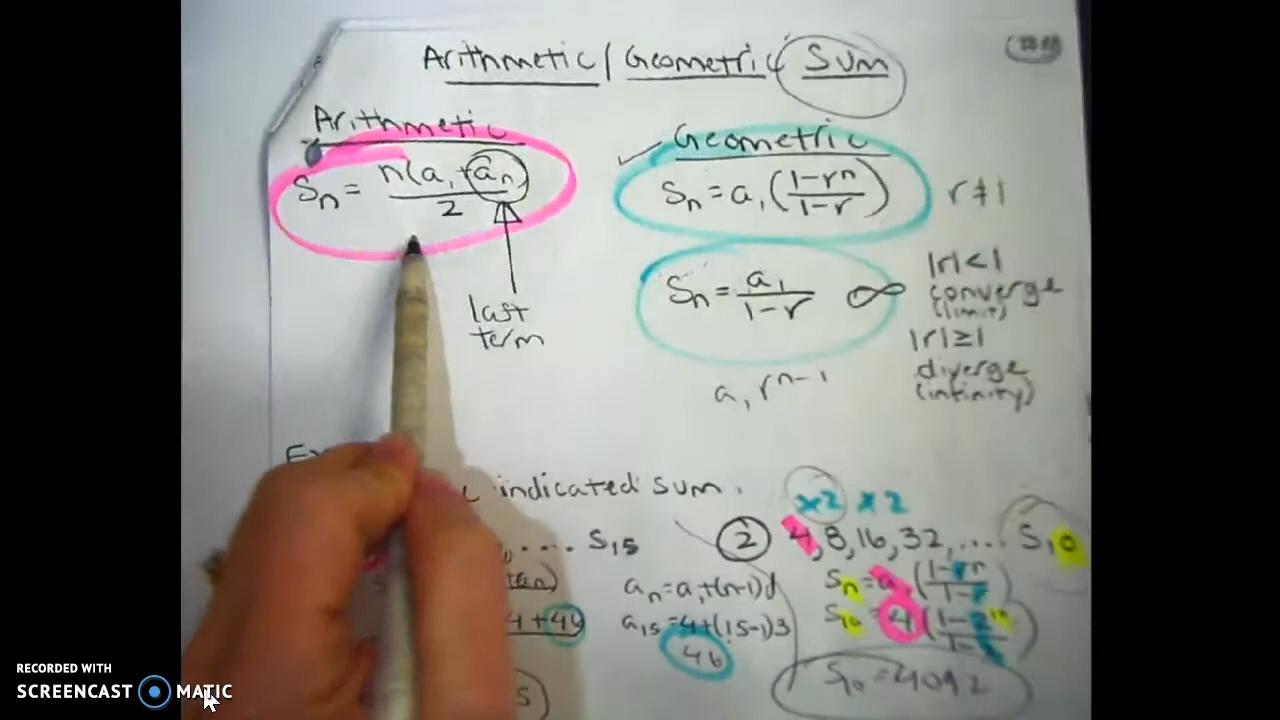 Arithmetic/Geometric Sum
Arithmetic
Sn = n(a1+an)/2
last
term
Geometric
Sn = a1(1-r^n/1-r) r≠1
Sn = a1/1-r ∞
|r|<1
converge
(limit)
|r|≥1
diverge
(infinity)
a1r^n-1
indicated sum.
.... S15
an=a1+(n-1)d
4+46
a15=4+(15-1)3
46
x2 x2
2 4,8,16,32,.... S10
Sn=a1(1-r^n/1-r)
S10=4(1-2^10/1-2)
S10=4092
RECORDED WITH
SCREENCAST MATIC